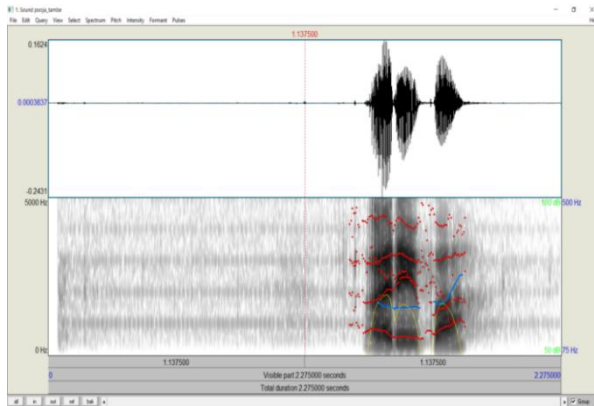 1. Sound pooja_tambe
File Edit Query View Select Spectrum Pitch Intensity Formant Pulses
1.137500
0.1624
0.0003837
-0.2431
5000 Hz
100 dB 500 Hz
0 Hz
50 dB 75 Hz
1.137500 1.137500
0 Visible part 2.275000 seconds 2.275000
Total duration 2.275000 seconds
all in out sel bak Group